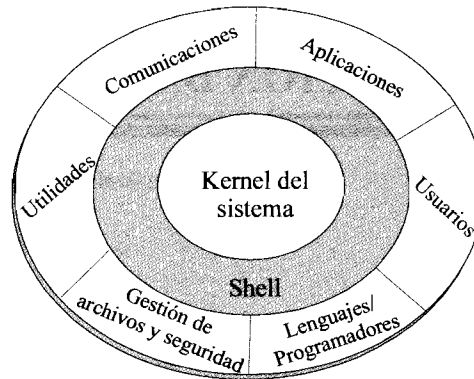 Comunicaciones
Aplicaciones
Utilidades
Kernel del
sistema
Usuarios
Shell
Gestión de
archivos y seguridad
Lenguajes/
Programadores